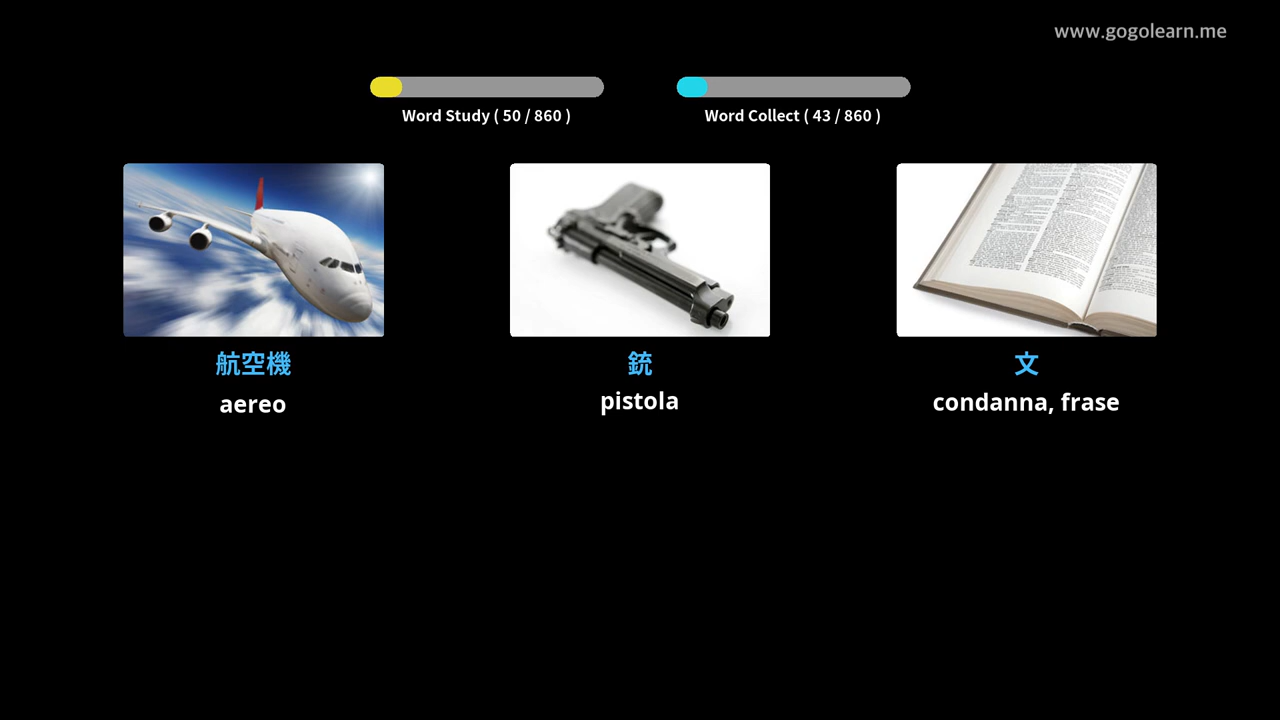 www.gogolearn.me
Word Study ( 50 / 860 )
Word Collect ( 43 / 860 )
航空機
銃
文
aereo
pistola
condanna, frase